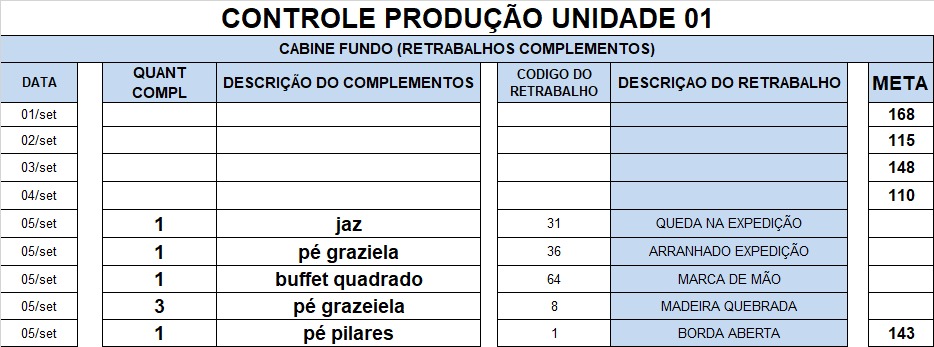 CONTROLE PRODUÇÃO UNIDADE 01
CABINE FUNDO (RETRABALHOS COMPLEMENTOS)
DATA QUANT COMPL DESCRIÇÃO DO COMPLEMENTOS CODIGO DO RETRABALHO DESCRIÇAO DO RETRABALHO META
01/set 168
02/set 115
03/set 148
04/set 110
05/set 1 jaz 31 QUEDA NA EXPEDIÇÃO
05/set 1 pé graziela 36 ARRANHADO EXPEDIÇÃO
05/set 1 buffet quadrado 64 MARCA DE MÃO
05/set 3 pé grazeiela 8 MADEIRA QUEBRADA
05/set 1 pé pilares 1 BORDA ABERTA 143